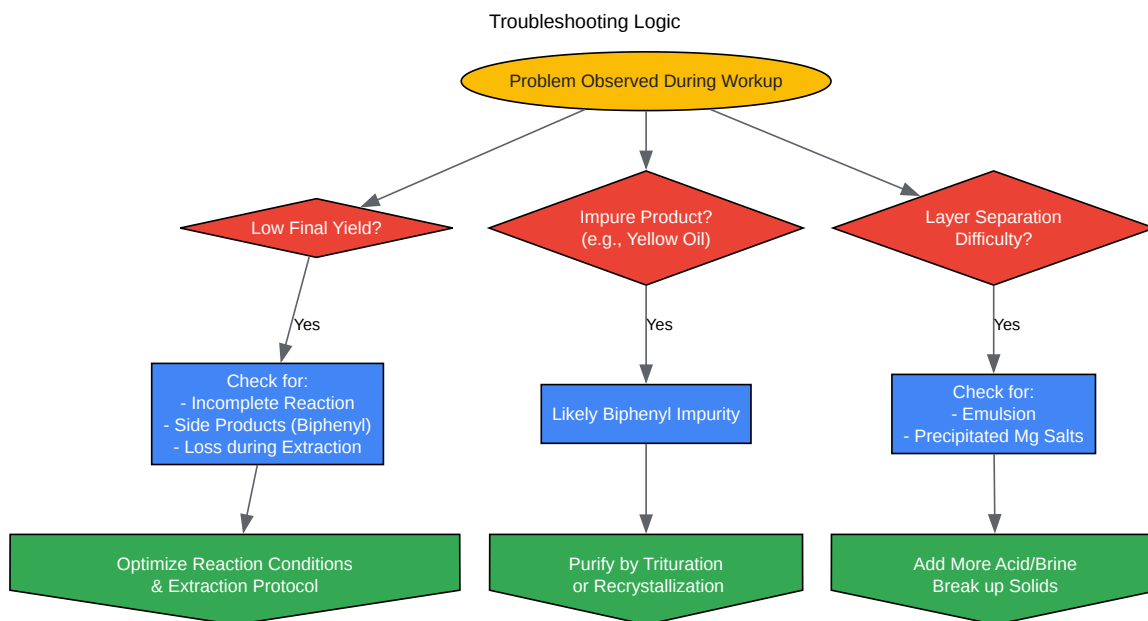 Troubleshooting Logic
Problem Observed During Workup
Low Final Yield?
Impure Product?
(e.g., Yellow Oil)
Layer Separation
Difficulty?
Yes
Yes
Yes
Check for:
- Incomplete Reaction
- Side Products (Biphenyl)
- Loss during Extraction
Likely Biphenyl Impurity
Check for:
- Emulsion
- Precipitated Mg Salts
Optimize Reaction Conditions
& Extraction Protocol
Purify by Trituration
or Recrystallization
Add More Acid/Brine
Break up Solids